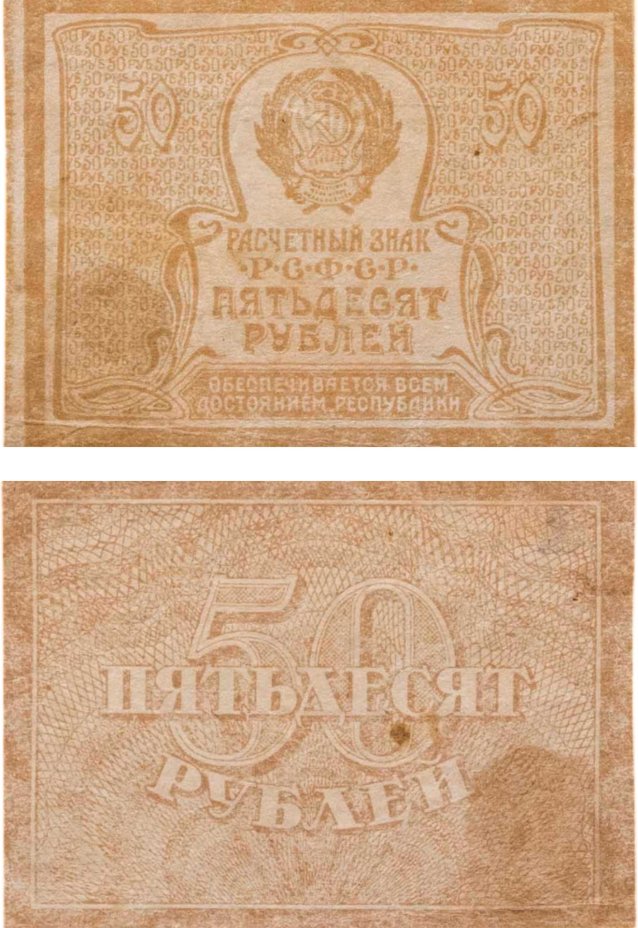 50
50
РАСЧЕТНЫЙ ЗНАК
·Р·С·Ф·С·Р·
ПЯТЬДЕСЯТ
РУБЛЕЙ
ОБЕСПЕЧИВАЕТСЯ ВСЕМ
ДОСТОЯНИЕМ РЕСПУБЛИКИ
50
ПЯТЬДЕСЯТ
РУБЛЕЙ